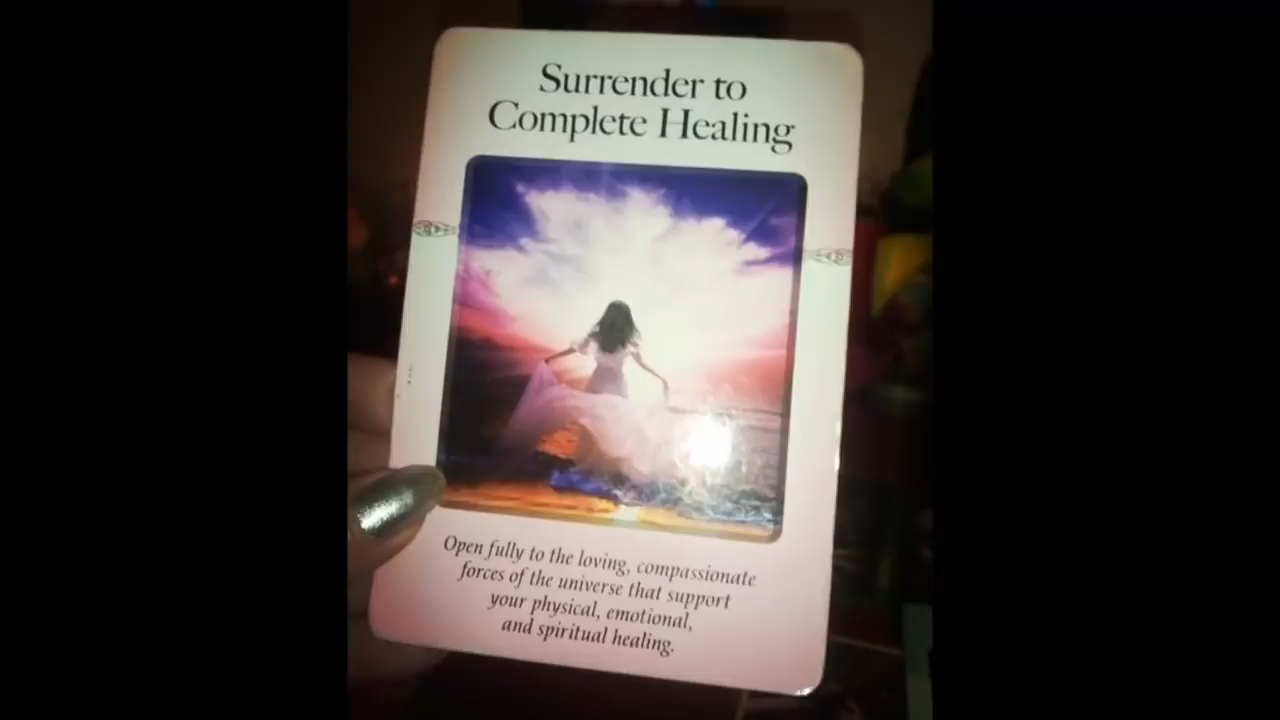 Surrender to
Complete Healing
Open fully to the loving, compassionate
forces of the universe that support
your physical, emotional,
and spiritual healing.